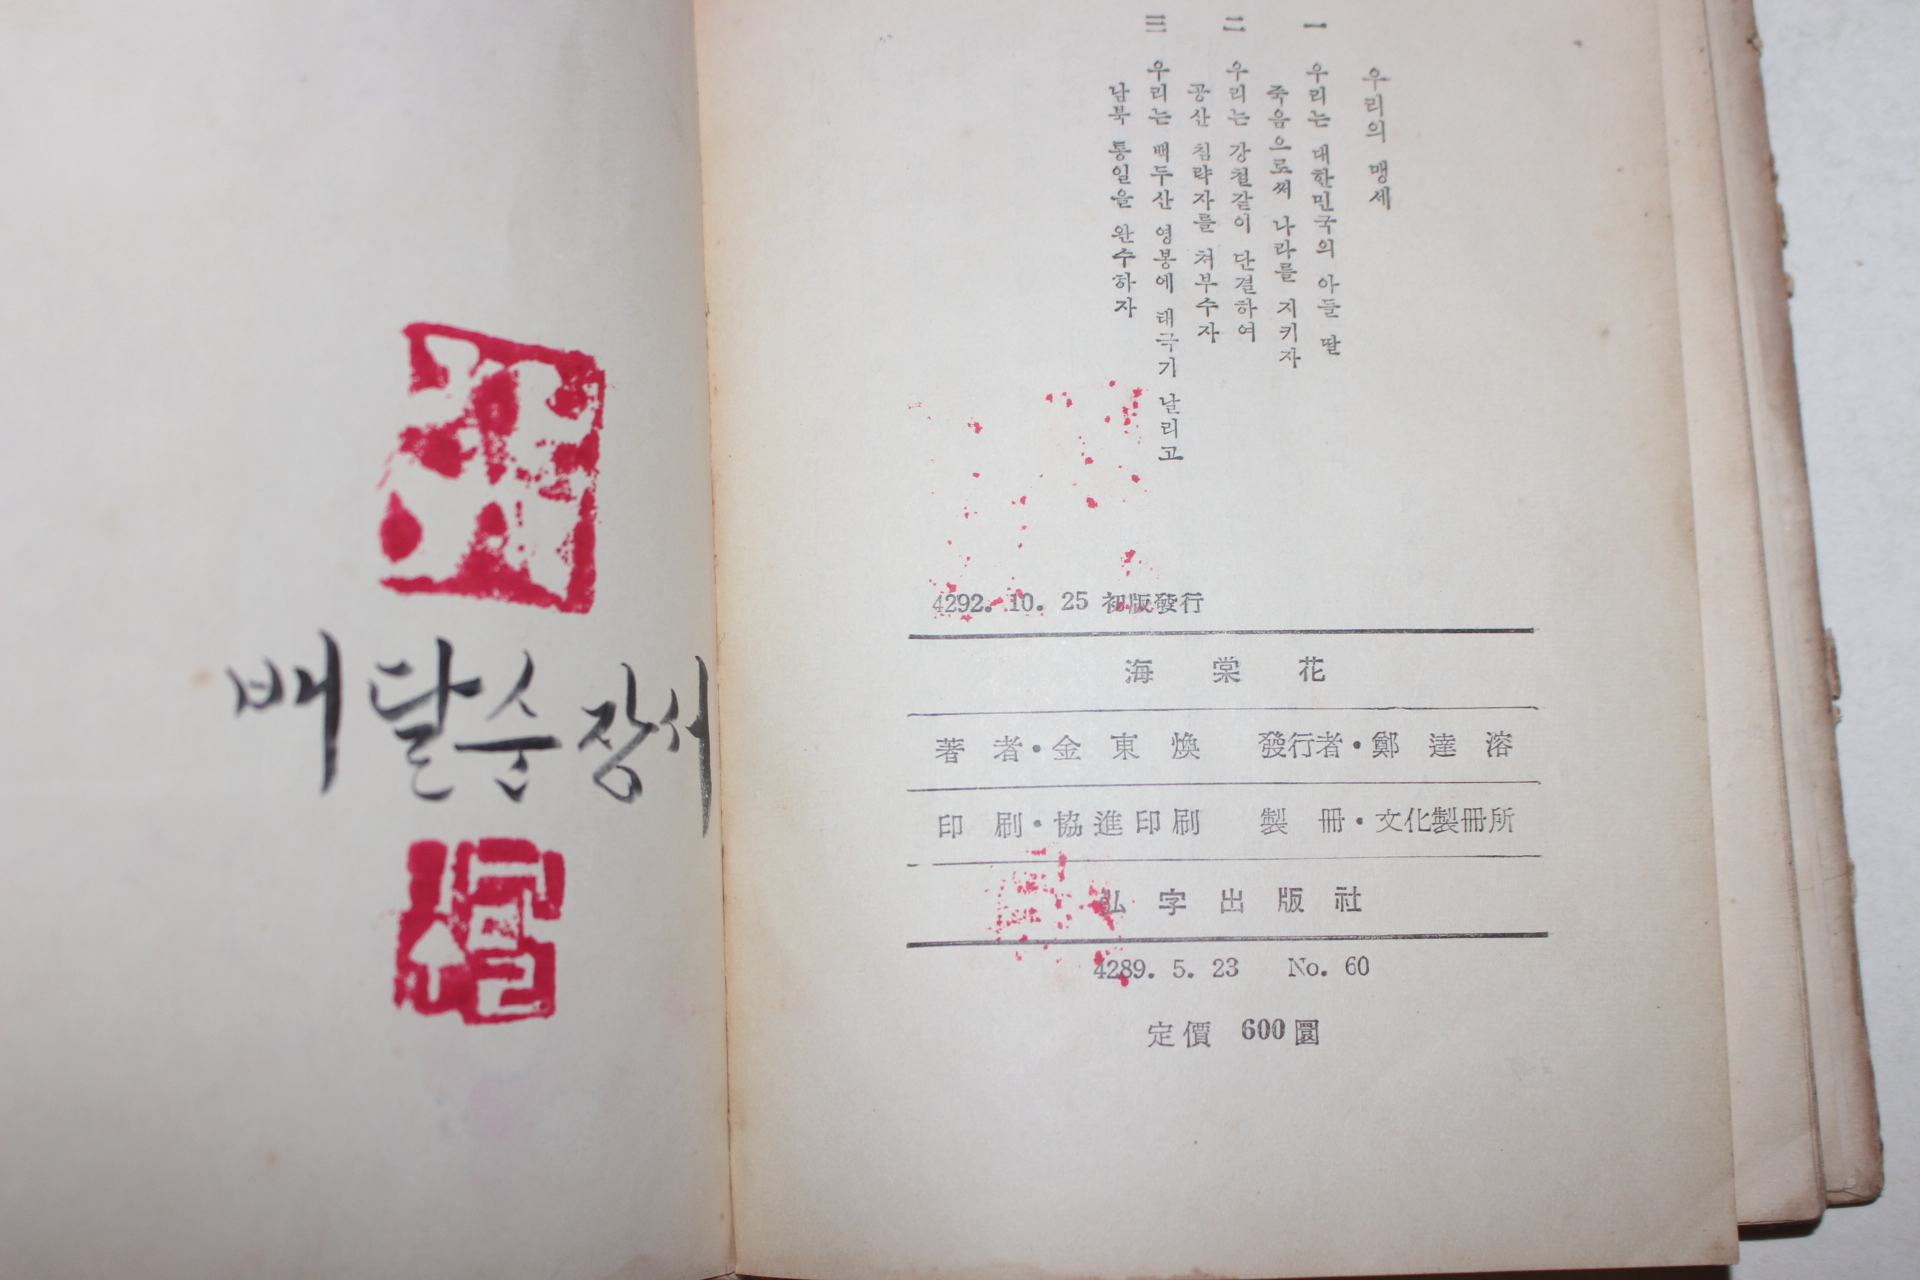 배달순장서
우리의 맹세
一 우리는 대한민국의 아들 딸
죽음으로써 나라를 지키자
二 우리는 강철같이 단결하여
공산 침략자를 쳐부수자
三 우리는 백두산 영봉에 태극기 날리고
남북 통일을 완수하자
4292. 10. 25 初版發行
海棠花
著者·金東煥 發行者·鄭達溶
印刷·協進印刷 製冊·文化製冊所
弘字出版社
4289. 5. 23 No. 60
定價 600圜